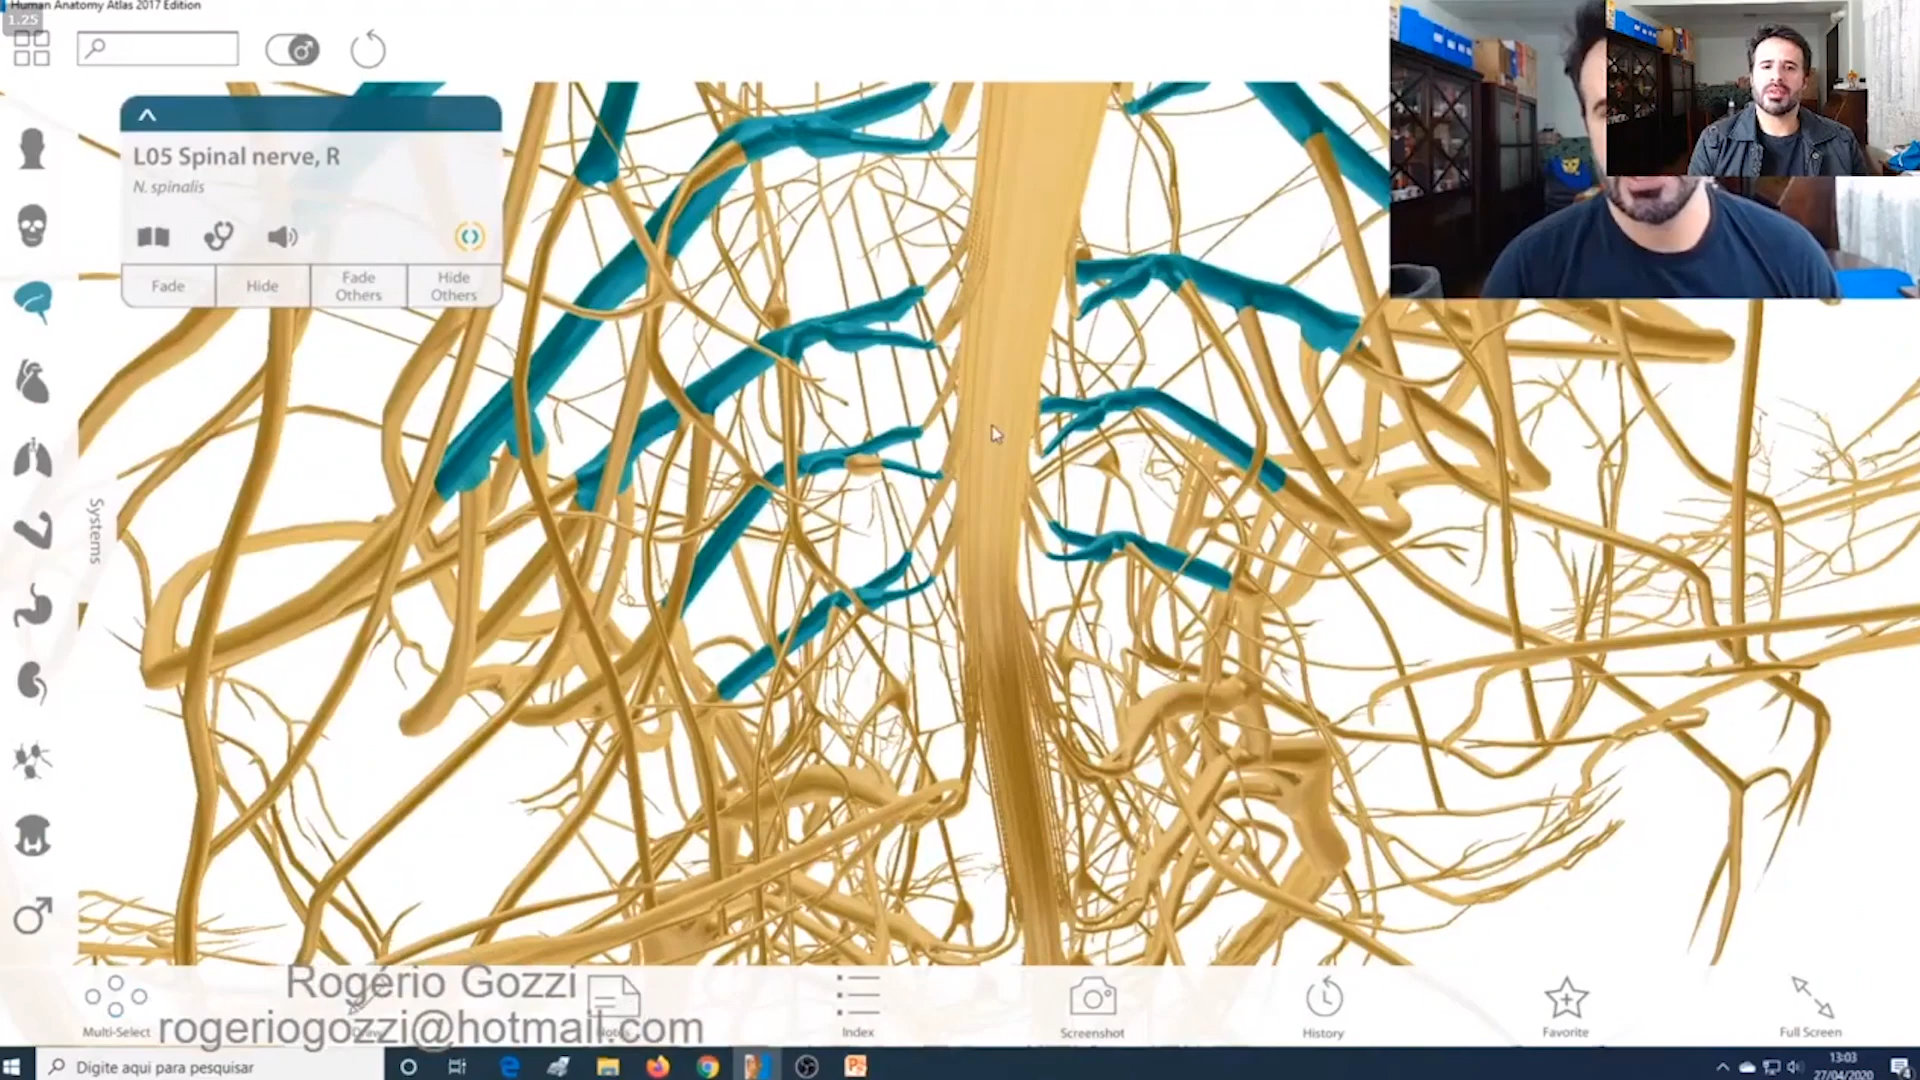 Human Anatomy Atlas 2017 Edition
1.25
L05 Spinal nerve, R
N. spinalis
Fade
Hide
Fade Others
Hide Others
Systems
Rogério Gozzi
rogeriogozzi@hotmail.com
Multi-Select
Index
Screenshot
History
Favorite
Full Screen
Digite aqui para pesquisar
13:03
27/04/2020